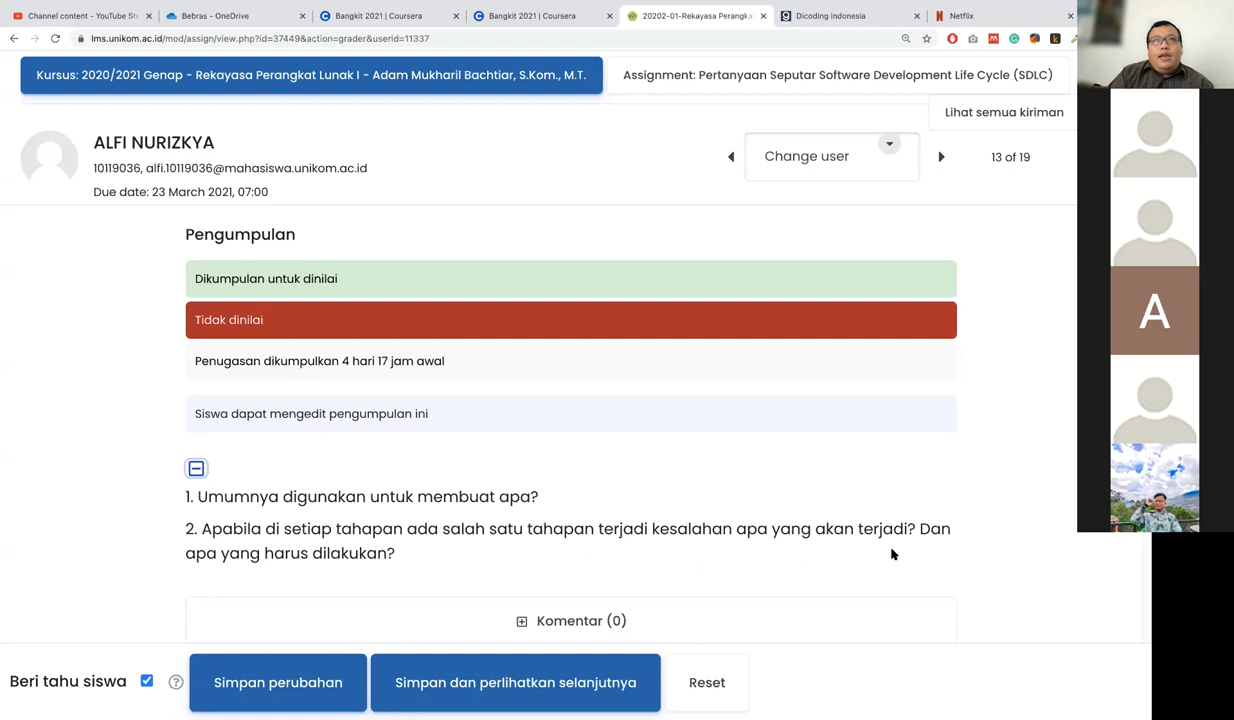 Channel content - YouTube St
Bebras - OneDrive
Bangkit 2021 | Coursera
Bangkit 2021 | Coursera
20202-01-Rekayasa Perangka
Dicoding Indonesia
Netflix
lms.unikom.ac.id/mod/assign/view.php?id=37449&action=grader&userid=11337
Kursus: 2020/2021 Genap - Rekayasa Perangkat Lunak I - Adam Mukharil Bachtiar, S.Kom., M.T.
Assignment: Pertanyaan Seputar Software Development Life Cycle (SDLC)
Lihat semua kiriman
ALFI NURIZKYA
10119036, alfi.10119036@mahasiswa.unikom.ac.id
Due date: 23 March 2021, 07:00
Change user
13 of 19
Pengumpulan
Dikumpulan untuk dinilai
Tidak dinilai
Penugasan dikumpulkan 4 hari 17 jam awal
Siswa dapat mengedit pengumpulan ini
1. Umumnya digunakan untuk membuat apa?
2. Apabila di setiap tahapan ada salah satu tahapan terjadi kesalahan apa yang akan terjadi? Dan
apa yang harus dilakukan?
Komentar (0)
Beri tahu siswa
Simpan perubahan
Simpan dan perlihatkan selanjutnya
Reset
A